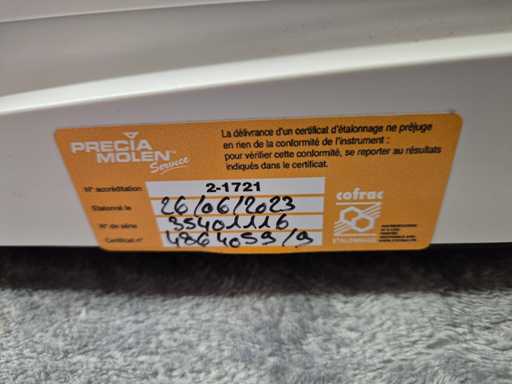 PRECIA
MOLEN
Service
La délivrance d'un certificat d'étalonnage ne préjuge
en rien de la conformité de l'instrument :
pour vérifier cette conformité, se reporter au résultats
indiqués dans le certificat.
N° accréditation 2-1721
Etalonné le 26/06/2023
N° de série 35401116
Certificat n° 4864059/9
cofrac
ETALONNAGE